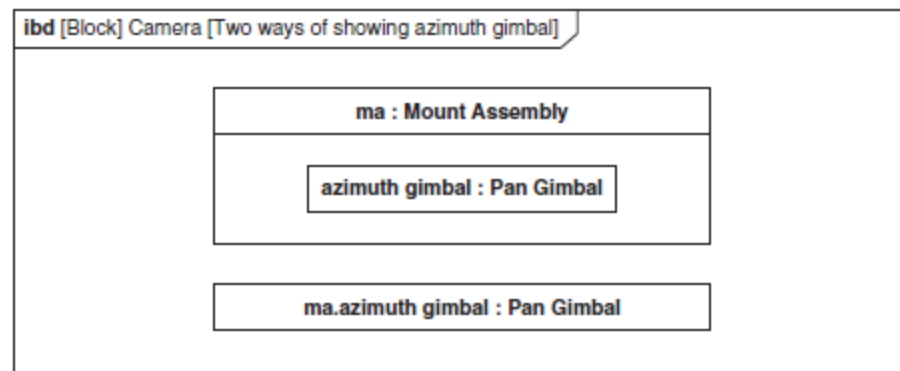 ibd [Block] Camera [Two ways of showing azimuth gimbal]
ma : Mount Assembly
azimuth gimbal : Pan Gimbal
ma.azimuth gimbal : Pan Gimbal